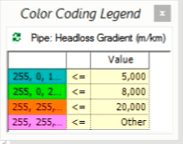 Color Coding Legend x
Pipe: Headloss Gradient (m/km)
Value
255, 0, 1... <= 5,000
255, 0, 2... <= 8,000
255, 255,... <= 20,000
255, 255,... <= Other